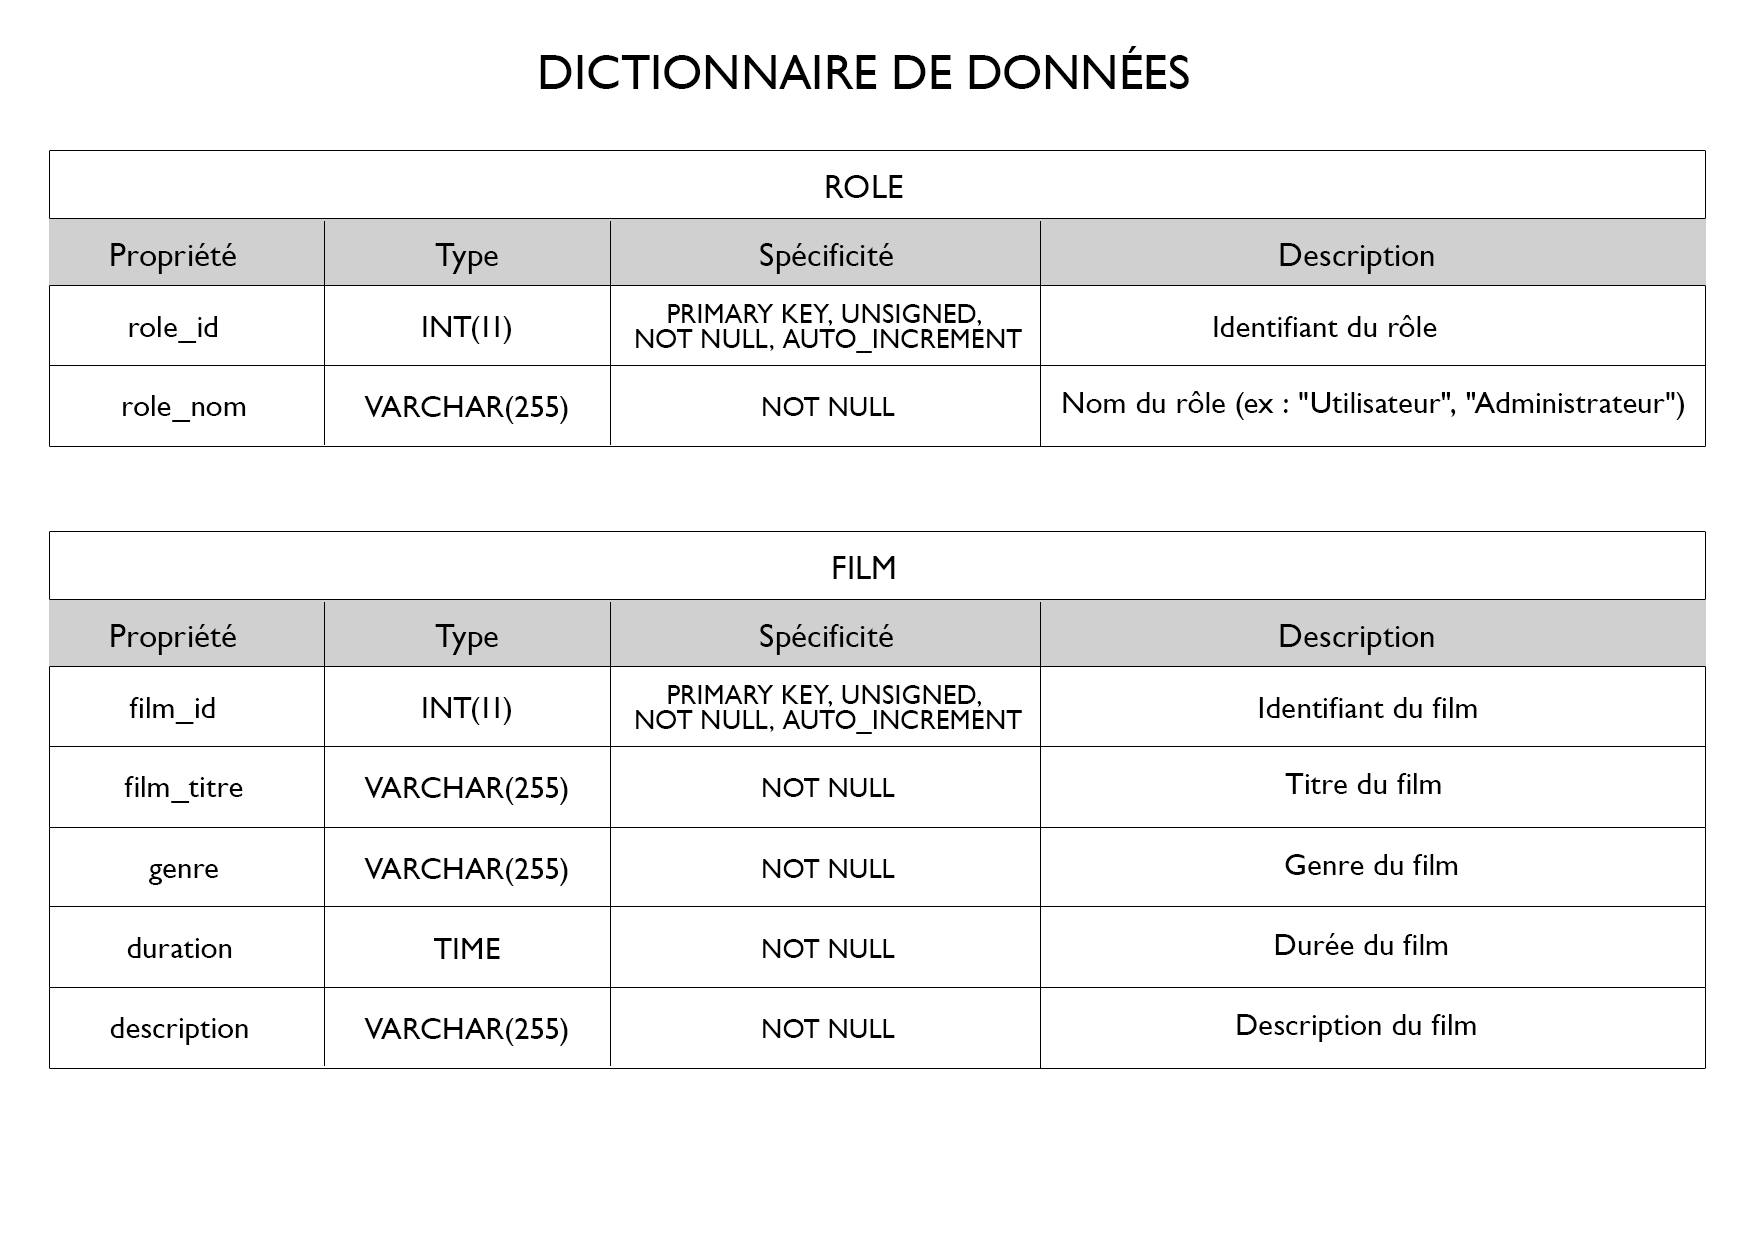 DICTIONNAIRE DE DONNÉES
ROLE
Propriété Type Spécificité Description
role_id INT(11) PRIMARY KEY, UNSIGNED, NOT NULL, AUTO_INCREMENT Identifiant du rôle
role_nom VARCHAR(255) NOT NULL Nom du rôle (ex : "Utilisateur", "Administrateur")
FILM
Propriété Type Spécificité Description
film_id INT(11) PRIMARY KEY, UNSIGNED, NOT NULL, AUTO_INCREMENT Identifiant du film
film_titre VARCHAR(255) NOT NULL Titre du film
genre VARCHAR(255) NOT NULL Genre du film
duration TIME NOT NULL Durée du film
description VARCHAR(255) NOT NULL Description du film